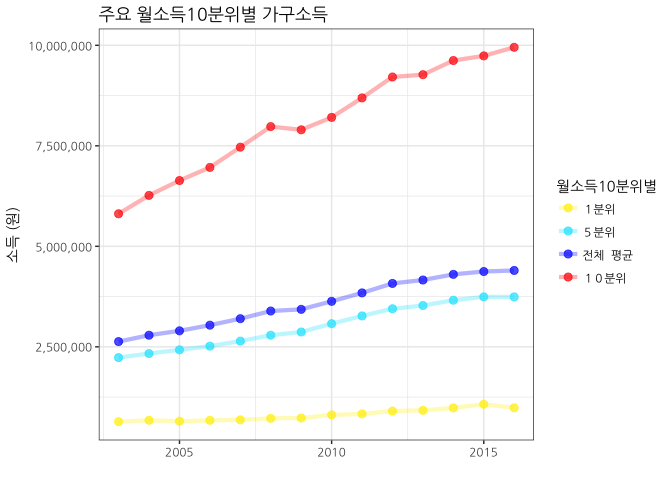 주요 월소득10분위별 가구소득
소득 (원)
10,000,000
7,500,000
5,000,000
2,500,000
2005
2010
2015
월소득10분위별
1분위
5분위
전체 평균
10분위